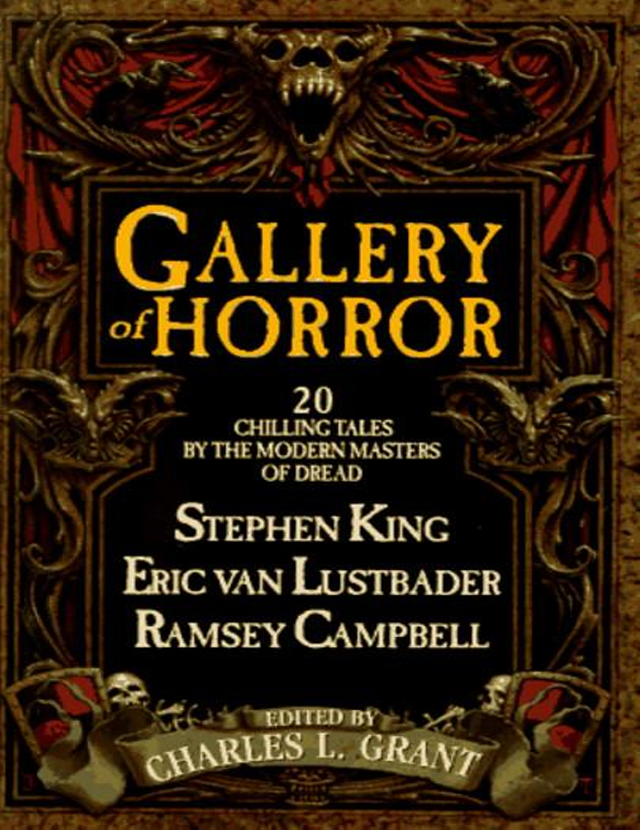 GALLERY
of HORROR
20
CHILLING TALES
BY THE MODERN MASTERS
OF DREAD
STEPHEN KING
ERIC VAN LUSTBADER
RAMSEY CAMPBELL
EDITED BY
CHARLES L. GRANT